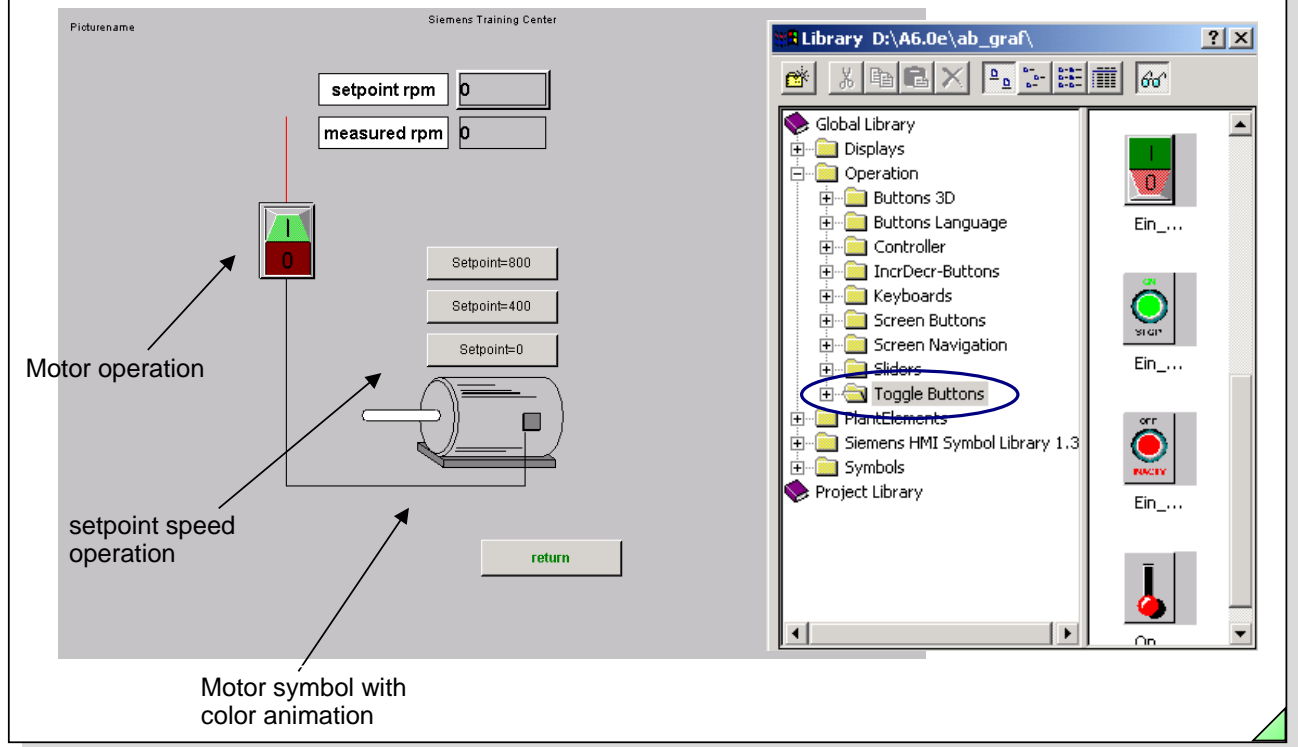 Picturename
Siemens Training Center
setpoint rpm
0
measured rpm
0
I
0
Setpoint=800
Setpoint=400
Setpoint=0
return
Motor operation
setpoint speed
operation
Motor symbol with
color animation
Library D:\A6.0e\ab_graf\
Global Library
Displays
Operation
Buttons 3D
Buttons Language
Controller
IncrDecr-Buttons
Keyboards
Screen Buttons
Screen Navigation
Sliders
Toggle Buttons
PlantElements
Siemens HMI Symbol Library 1.3
Symbols
Project Library
I
0
Ein_...
ON
STOP
Ein_...
OFF
Ein_...
On